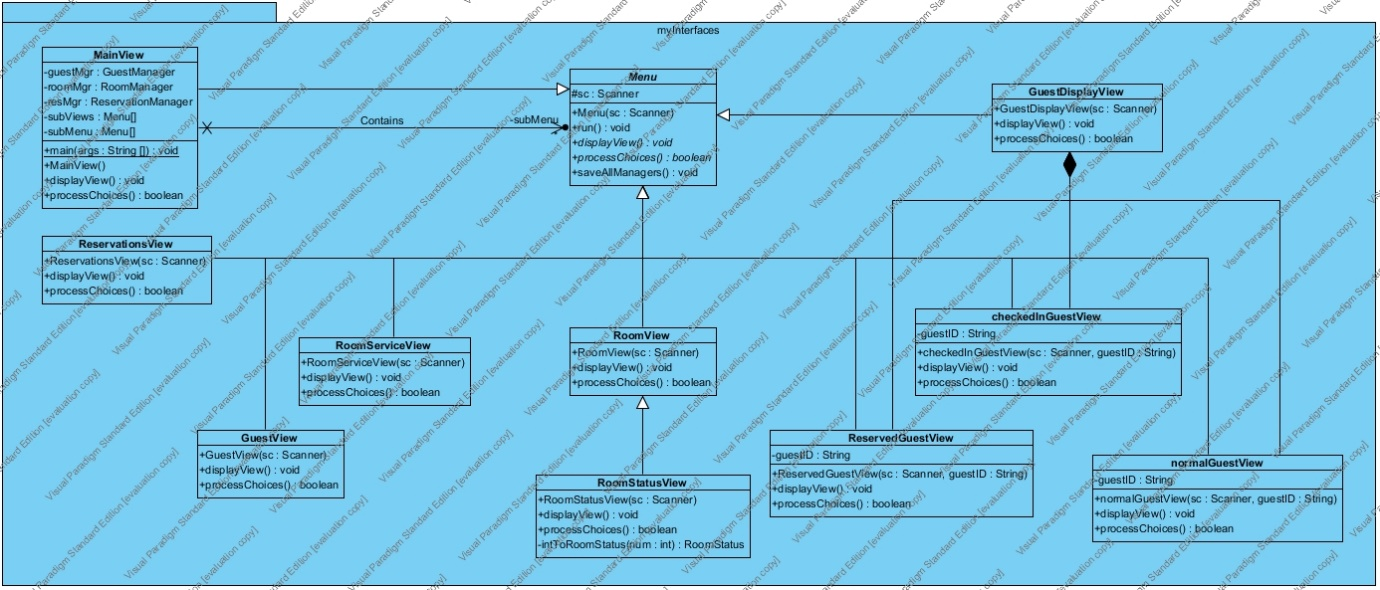 myInterfaces
MainView
-guestMgr : GuestManager
-roomMgr : RoomManager
-resMgr : ReservationManager
-subViews : Menu[]
-subMenu : Menu[]
+main(args : String []) : void
+MainView()
+displayView() : void
+processChoices() : boolean
Contains
-subMenu
Menu
#sc : Scanner
+Menu(sc : Scanner)
+run() : void
+displayView() : void
+processChoices() : boolean
+saveAllManagers() : void
GuestDisplayView
+GuestDisplayView(sc : Scanner)
+displayView() : void
+processChoices() : boolean
ReservationsView
+ReservationsView(sc : Scanner)
+displayView() : void
+processChoices() : boolean
RoomServiceView
+RoomServiceView(sc : Scanner)
+displayView() : void
+processChoices() : boolean
RoomView
+RoomView(sc : Scanner)
+displayView() : void
+processChoices() : boolean
checkedInGuestView
-guestID : String
+checkedInGuestView(sc : Scanner, guestID : String)
+displayView() : void
+processChoices() : boolean
GuestView
+GuestView(sc : Scanner)
+displayView() : void
+processChoices() : boolean
RoomStatusView
+RoomStatusView(sc : Scanner)
+displayView() : void
+processChoices() : boolean
-intToRoomStatus(num : int) : RoomStatus
ReservedGuestView
-guestID : String
+ReservedGuestView(sc : Scanner, guestID : String)
+displayView() : void
+processChoices() : boolean
normalGuestView
-guestID : String
+normalGuestView(sc : Scanner, guestID : String)
+displayView() : void
+processChoices() : boolean
Visual Paradigm Standard Edition [evaluation copy]